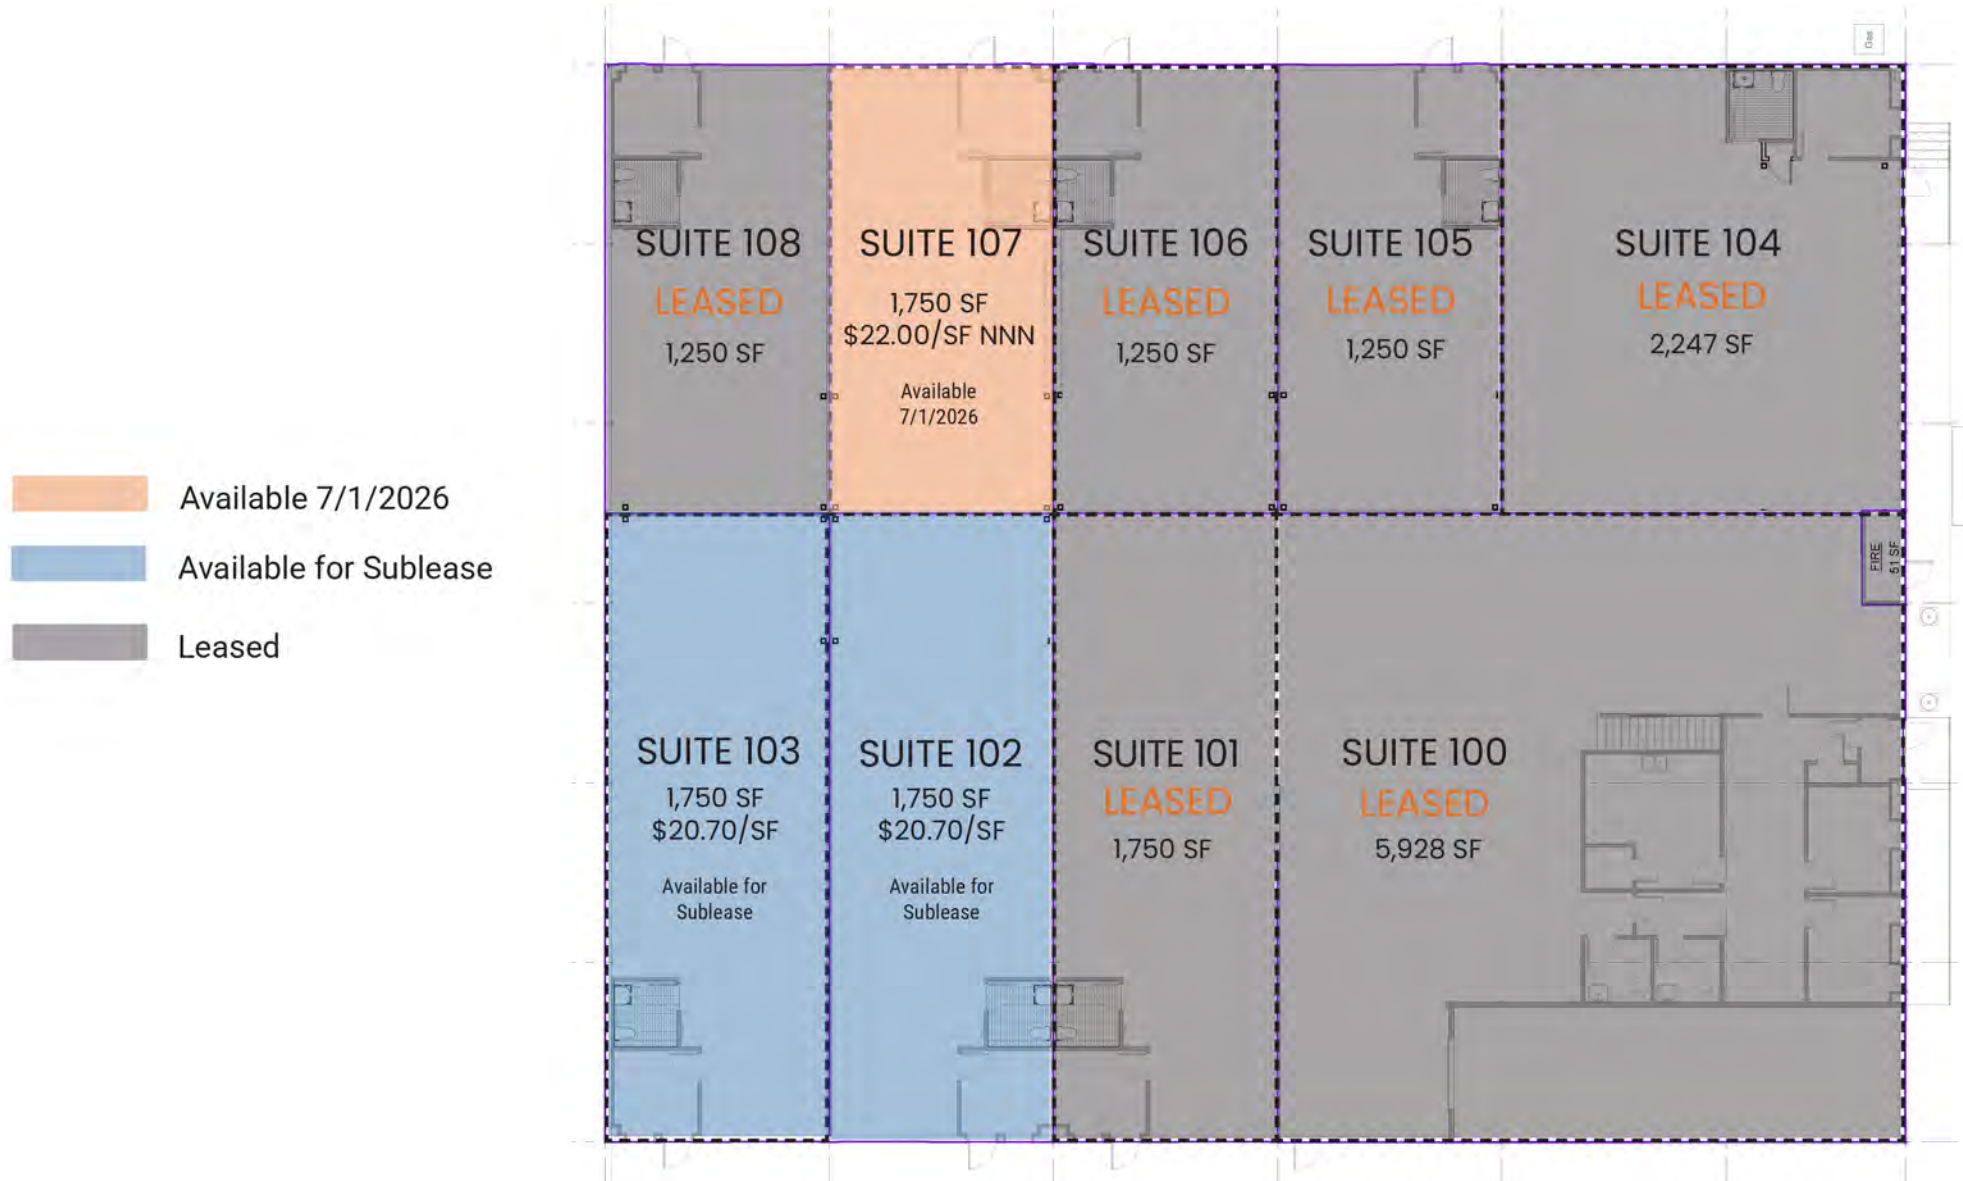 Gas
SUITE 108
LEASED
1,250 SF
SUITE 107
1,750 SF
$22.00/SF NNN
Available
7/1/2026
SUITE 106
LEASED
1,250 SF
SUITE 105
LEASED
1,250 SF
SUITE 104
LEASED
2,247 SF
Available 7/1/2026
Available for Sublease
Leased
FIRE
51 SF
SUITE 103
1,750 SF
$20.70/SF
Available for
Sublease
SUITE 102
1,750 SF
$20.70/SF
Available for
Sublease
SUITE 101
LEASED
1,750 SF
SUITE 100
LEASED
5,928 SF